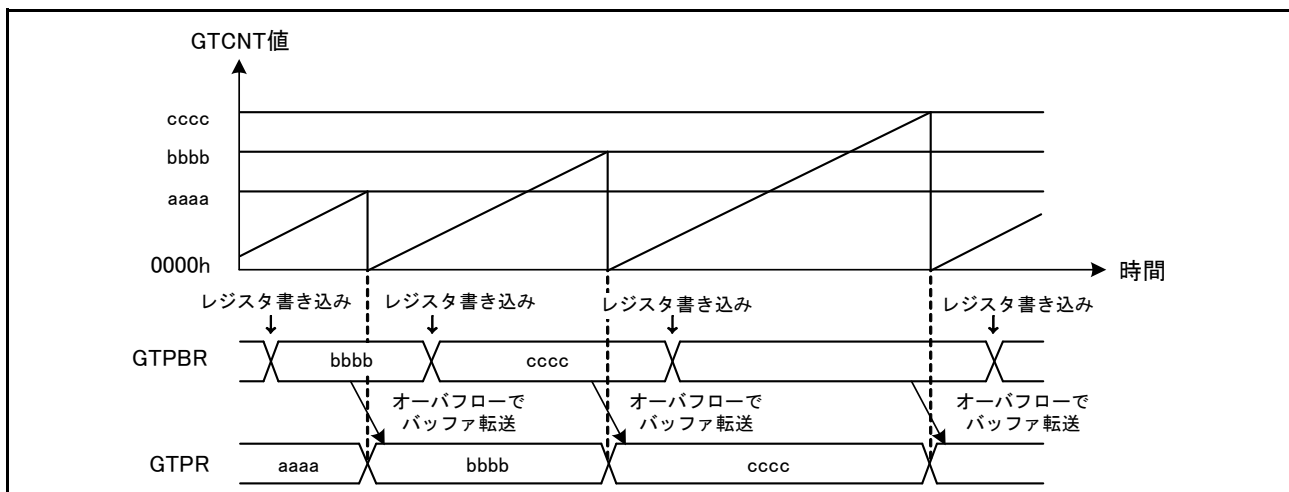 GTCNT値
cccc
bbbb
aaaa
0000h
時間
レジスタ書き込み
レジスタ書き込み
レジスタ書き込み
レジスタ書き込み
GTPBR
bbbb
cccc
オーバフローで
バッファ転送
オーバフローで
バッファ転送
オーバフローで
バッファ転送
GTPR
aaaa
bbbb
cccc